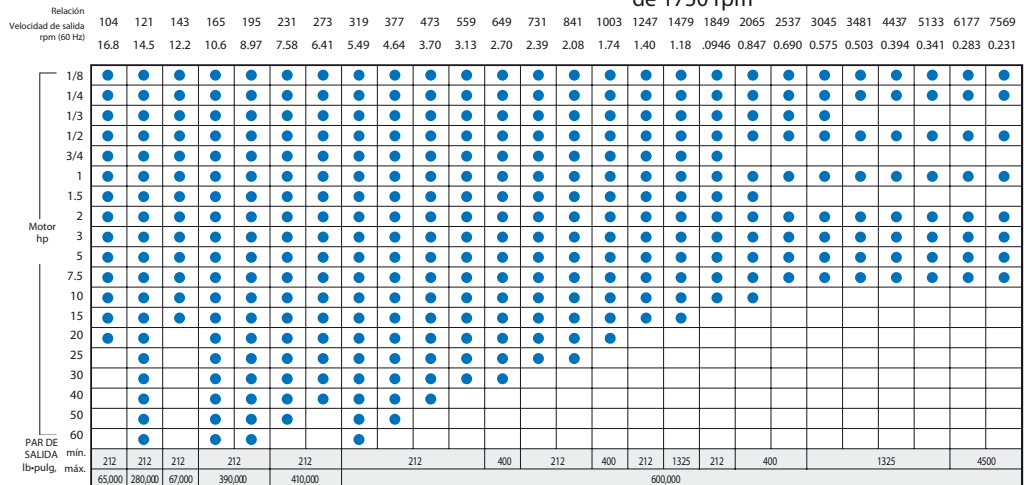 de 1750 rpm
Relación 104 121 143 165 195 231 273 319 377 473 559 649 731 841 1003 1247 1479 1849 2065 2537 3045 3481 4437 5133 6177 7569
Velocidad de salida
rpm (60 Hz) 16.8 14.5 12.2 10.6 8.97 7.58 6.41 5.49 4.64 3.70 3.13 2.70 2.39 2.08 1.74 1.40 1.18 .0946 0.847 0.690 0.575 0.503 0.394 0.341 0.283 0.231
Motor
hp
1/8
1/4
1/3
1/2
3/4
1
1.5
2
3
5
7.5
10
15
20
25
30
40
50
60
PAR DE
SALIDA
lb•pulg,
mín. 212 212 212 212 212 212 400 212 400 212 1325 212 400 1325 4500
máx. 65,000 280,000 67,000 390,000 410,000 600,000